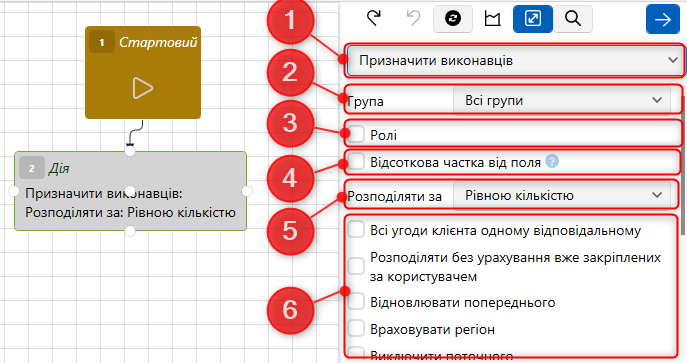 1 Стартовий
2 Дія
Призначити виконавців:
Розподіляти за: Рівною кількістю
1
Призначити виконавців
2
Група Всі групи
3
Ролі
4
Відсоткова частка від поля ?
5
Розподіляти за Рівною кількістю
6
Всі угоди клієнта одному відповідальному
Розподіляти без урахування вже закріплених
за користувачем
Відновлювати попереднього
Враховувати регіон
Виключити поточного